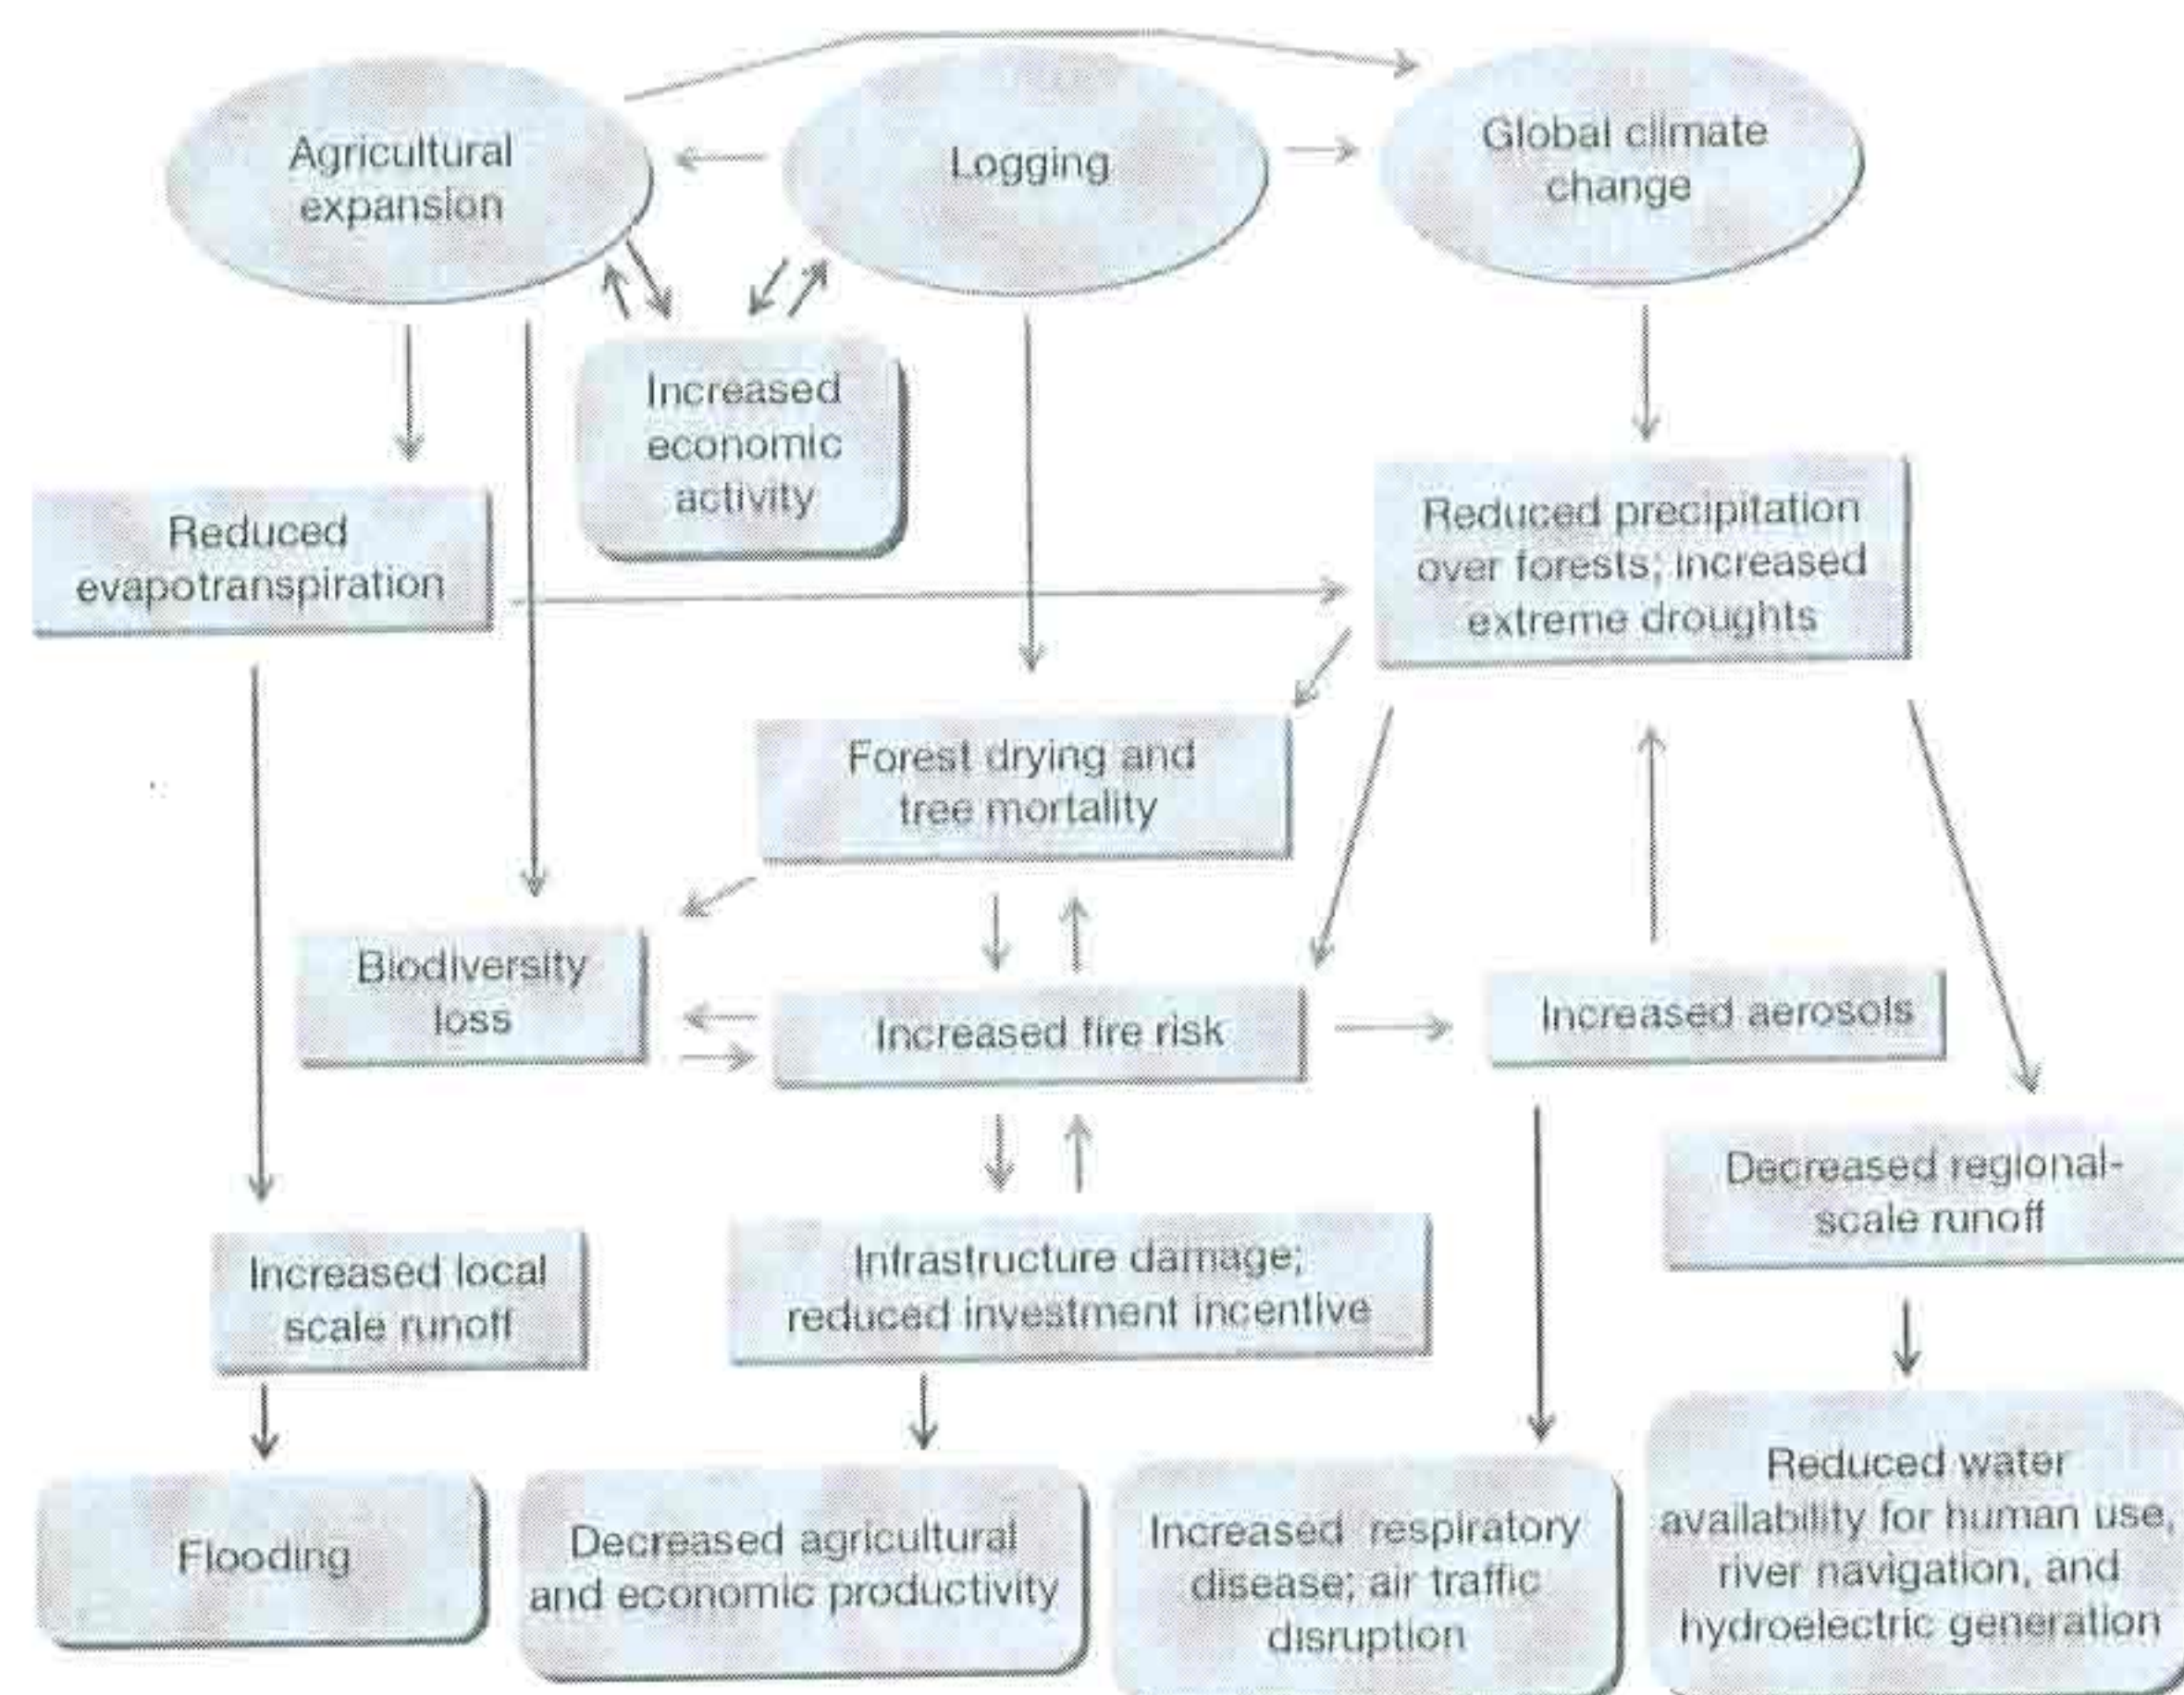 Agricultural
expansion
Logging
Global climate
change
Increased
economic
activity
Reduced
evapotranspiration
Reduced precipitation
over forests; increased
extreme droughts
Forest drying and
tree mortality
Biodiversity
loss
Increased fire risk
Increased aerosols
Decreased regional-
scale runoff
Increased local
scale runoff
Infrastructure damage;
reduced investment incentive
Flooding
Decreased agricultural
and economic productivity
Increased respiratory
disease; air traffic
disruption
Reduced water
availability for human use,
river navigation, and
hydroelectric generation